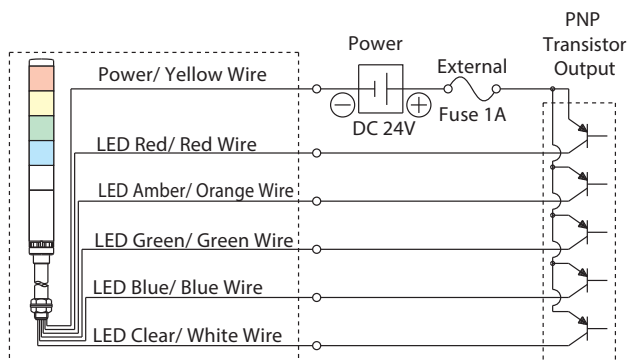 PNP
Transistor
Output
Power
External
Power/ Yellow Wire
DC 24V
Fuse 1A
LED Red/ Red Wire
LED Amber/ Orange Wire
LED Green/ Green Wire
LED Blue/ Blue Wire
LED Clear/ White Wire